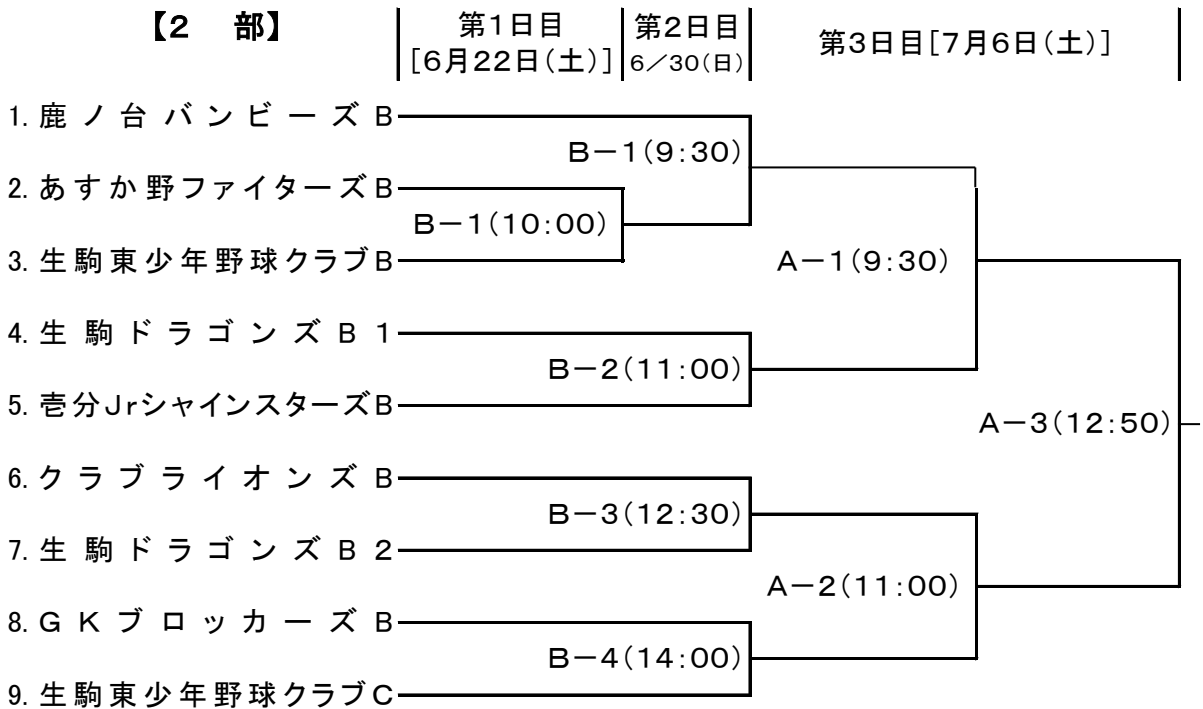 【2 部】
第1日目
[6月22日(土)]
第2日目
6/30(日)
第3日目[7月6日(土)]
1. 鹿ノ台バンビーズB
2. あすか野ファイターズB
3. 生駒東少年野球クラブB
4. 生駒ドラゴンズB1
5. 壱分Jrシャインスターズ B
6. クラブライオンズB
7. 生駒ドラゴンズB2
8. GKブロッカーズB
9. 生駒東少年野球クラブC
B-1(10:00)
B-1(9:30)
B-2(11:00)
B-3(12:30)
B-4(14:00)
A-1(9:30)
A-2(11:00)
A-3(12:50)